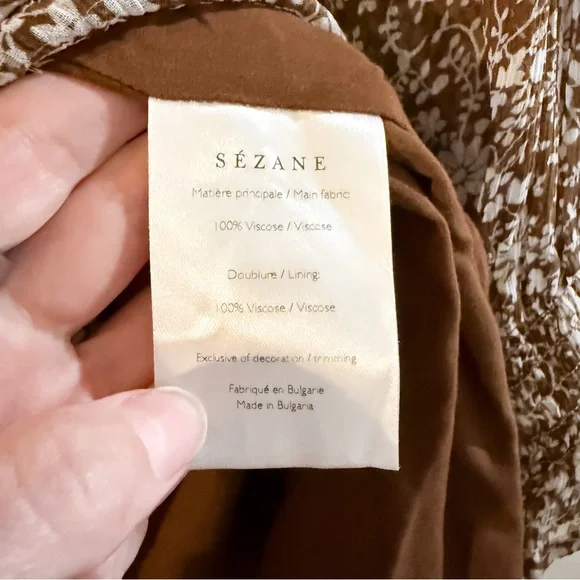 SÉZANE
Matière principale / Main fabric:
100% Viscose / Viscose
Doublure / Lining:
100% Viscose / Viscose
Exclusive of decoration / trimming
Fabriqué en Bulgarie
Made in Bulgaria